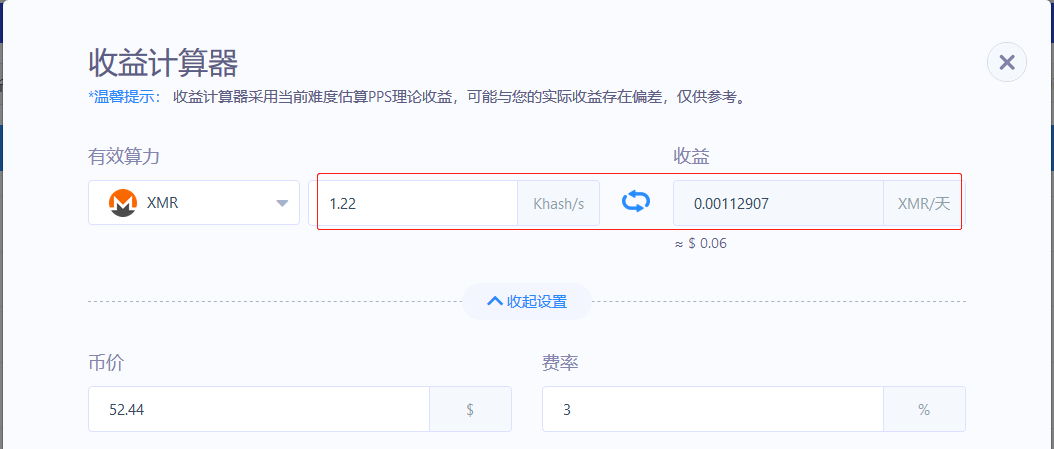 收益计算器
*温馨提示： 收益计算器采用当前难度估算PPS理论收益，可能与您的实际收益存在偏差，仅供参考。
有效算力 收益
XMR 1.22 Khash/s 0.00112907 XMR/天
≈ $ 0.06
收起设置
币价 费率
52.44 $ 3 %